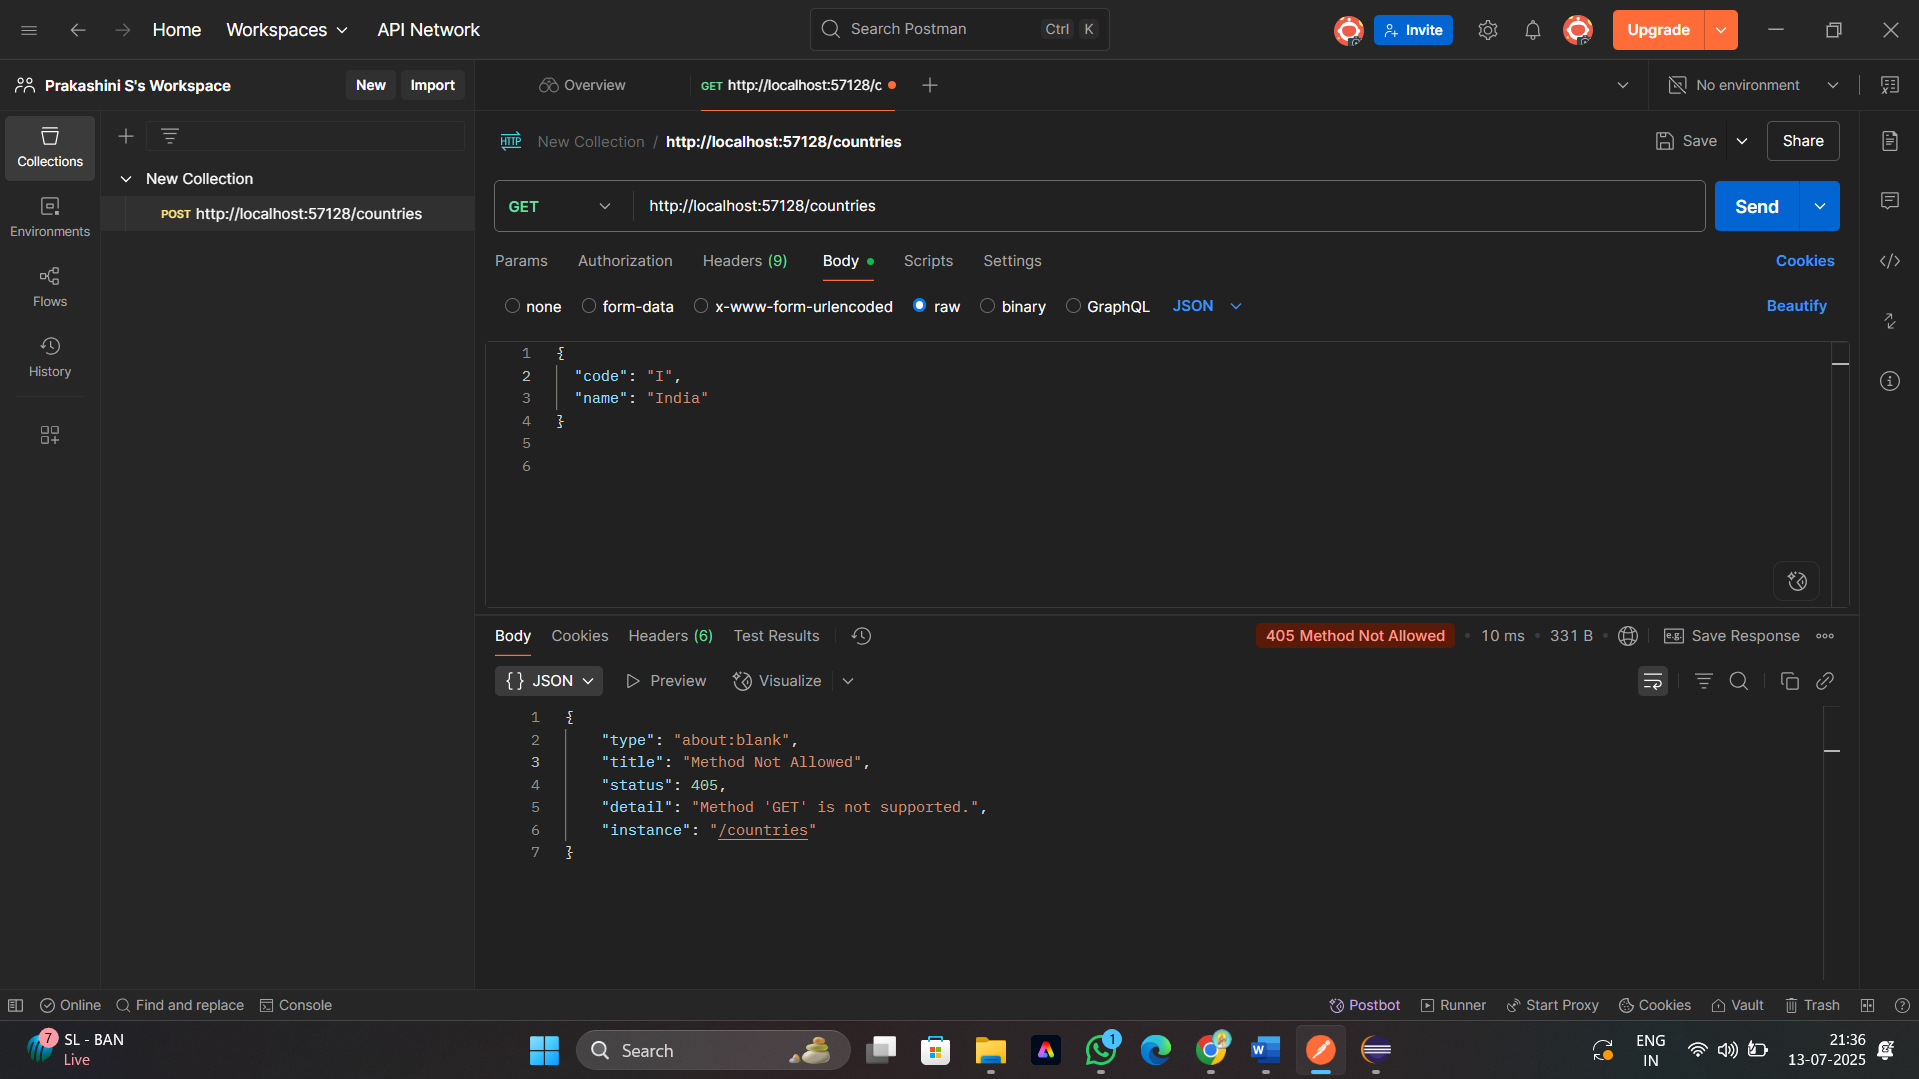 Home
Workspaces
API Network
Search Postman
Ctrl
K
Invite
Upgrade
Prakashini S's Workspace
New
Import
Overview
GET http://localhost:57128/c
No environment
Collections
Environments
Flows
History
New Collection
POST http://localhost:57128/countries
HTTP
New Collection / http://localhost:57128/countries
Save
Share
GET
http://localhost:57128/countries
Send
Params
Authorization
Headers (9)
Body
Scripts
Settings
Cookies
none
form-data
x-www-form-urlencoded
raw
binary
GraphQL
JSON
Beautify
1 {
2 "code": "I",
3 "name": "India"
4 }
5
6
Body
Cookies
Headers (6)
Test Results
405 Method Not Allowed
10 ms
331 B
e.g.
Save Response
{} JSON
Preview
Visualize
1 {
2 "type": "about:blank",
3 "title": "Method Not Allowed",
4 "status": 405,
5 "detail": "Method 'GET' is not supported.",
6 "instance": "/countries"
7 }
Online
Find and replace
Console
Postbot
Runner
Start Proxy
Cookies
Vault
Trash
7
SL - BAN
Live
Search
1
W
ENG
IN
21:36
13-07-2025